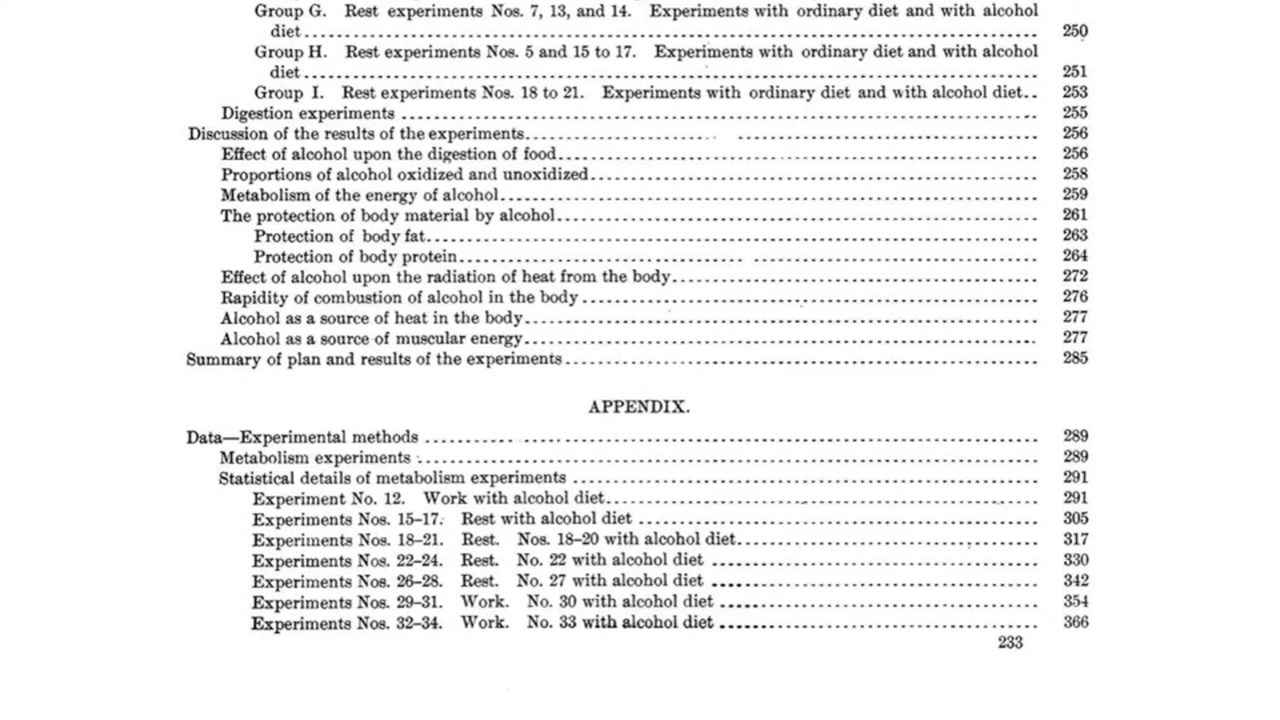 Group G. Rest experiments Nos. 7, 13, and 14. Experiments with ordinary diet and with alcohol
diet 250
Group H. Rest experiments Nos. 5 and 15 to 17. Experiments with ordinary diet and with alcohol
diet 251
Group I. Rest experiments Nos. 18 to 21. Experiments with ordinary diet and with alcohol diet 253
Digestion experiments 255
Discussion of the results of the experiments 256
Effect of alcohol upon the digestion of food 256
Proportions of alcohol oxidized and unoxidized 258
Metabolism of the energy of alcohol 259
The protection of body material by alcohol 261
Protection of body fat 263
Protection of body protein 264
Effect of alcohol upon the radiation of heat from the body 272
Rapidity of combustion of alcohol in the body 276
Alcohol as a source of heat in the body 277
Alcohol as a source of muscular energy 277
Summary of plan and results of the experiments 285
APPENDIX.
Data—Experimental methods 289
Metabolism experiments 289
Statistical details of metabolism experiments 291
Experiment No. 12. Work with alcohol diet 291
Experiments Nos. 15–17. Rest with alcohol diet 305
Experiments Nos. 18–21. Rest. Nos. 18–20 with alcohol diet 317
Experiments Nos. 22–24. Rest. No. 22 with alcohol diet 330
Experiments Nos. 26–28. Rest. No. 27 with alcohol diet 342
Experiments Nos. 29–31. Work. No. 30 with alcohol diet 354
Experiments Nos. 32–34. Work. No. 33 with alcohol diet 366
233